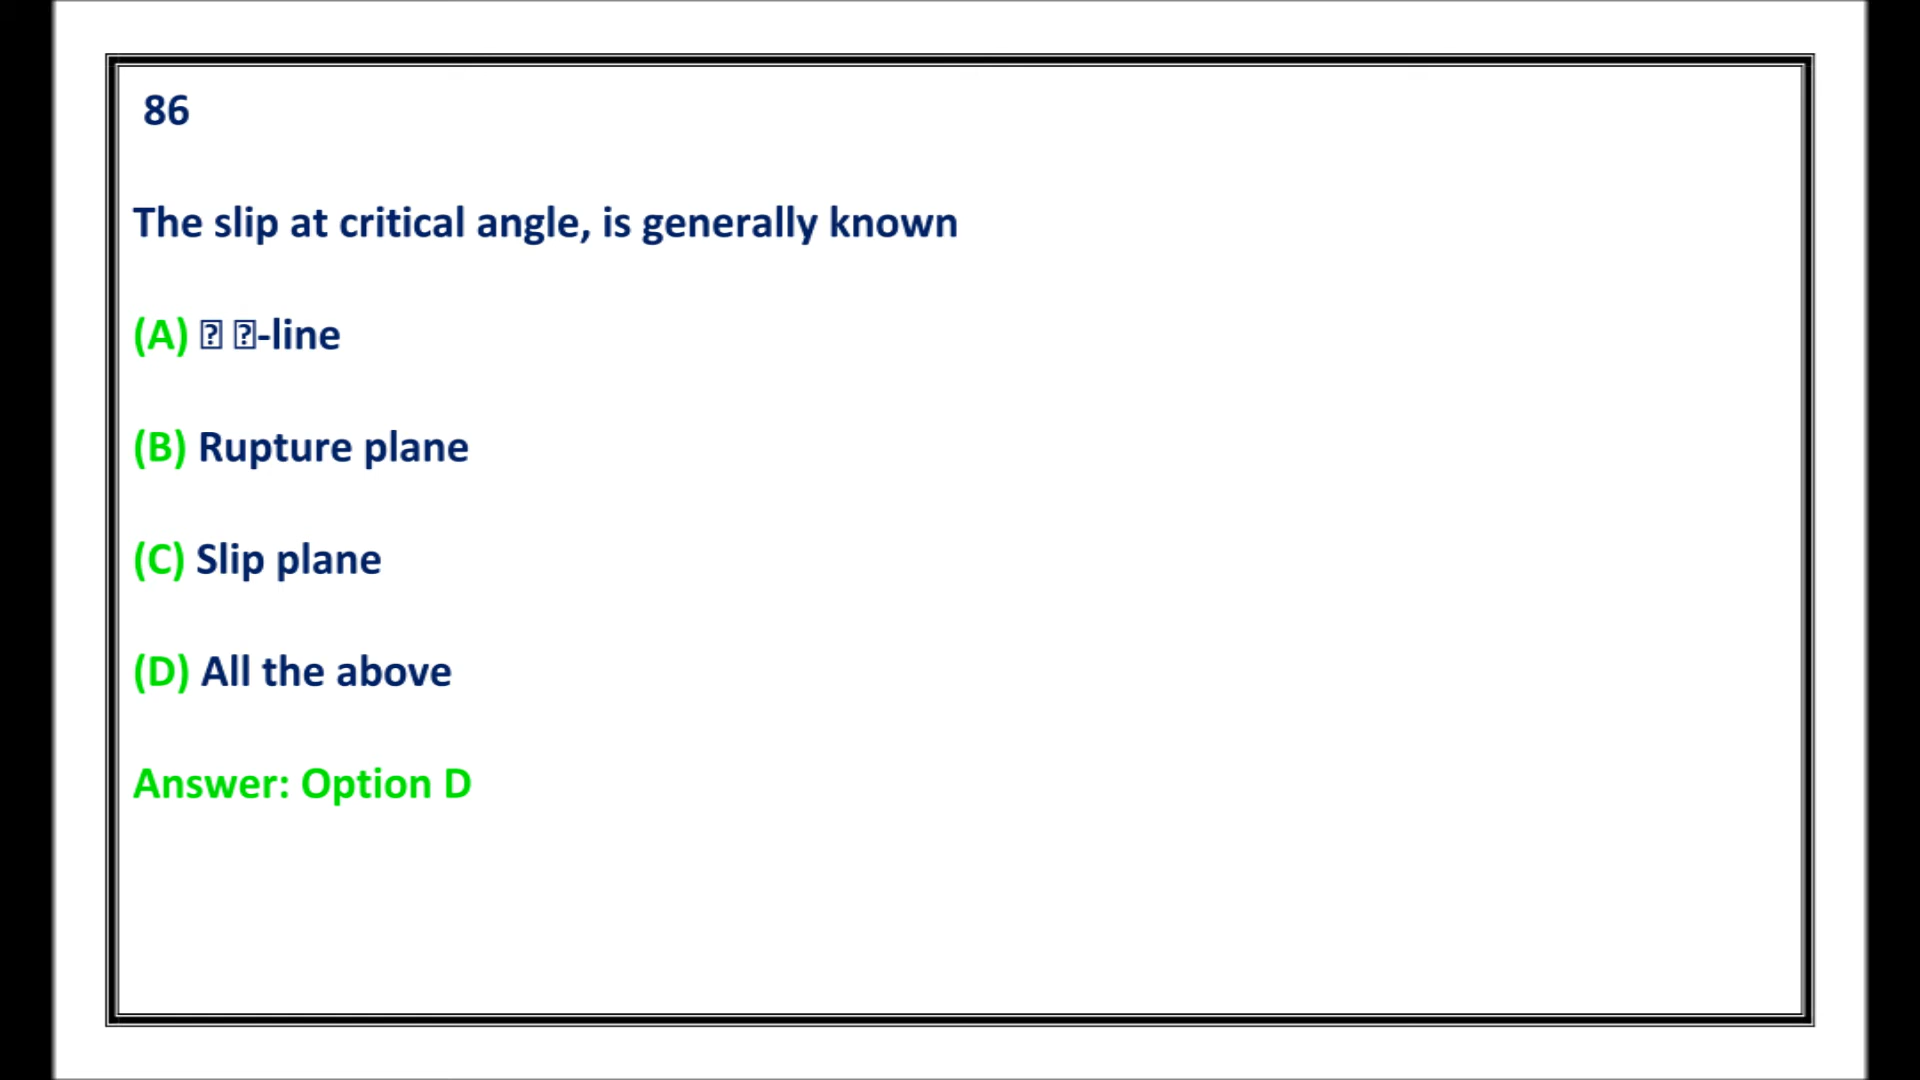 86
The slip at critical angle, is generally known
(A) -line
(B) Rupture plane
(C) Slip plane
(D) All the above
Answer: Option D